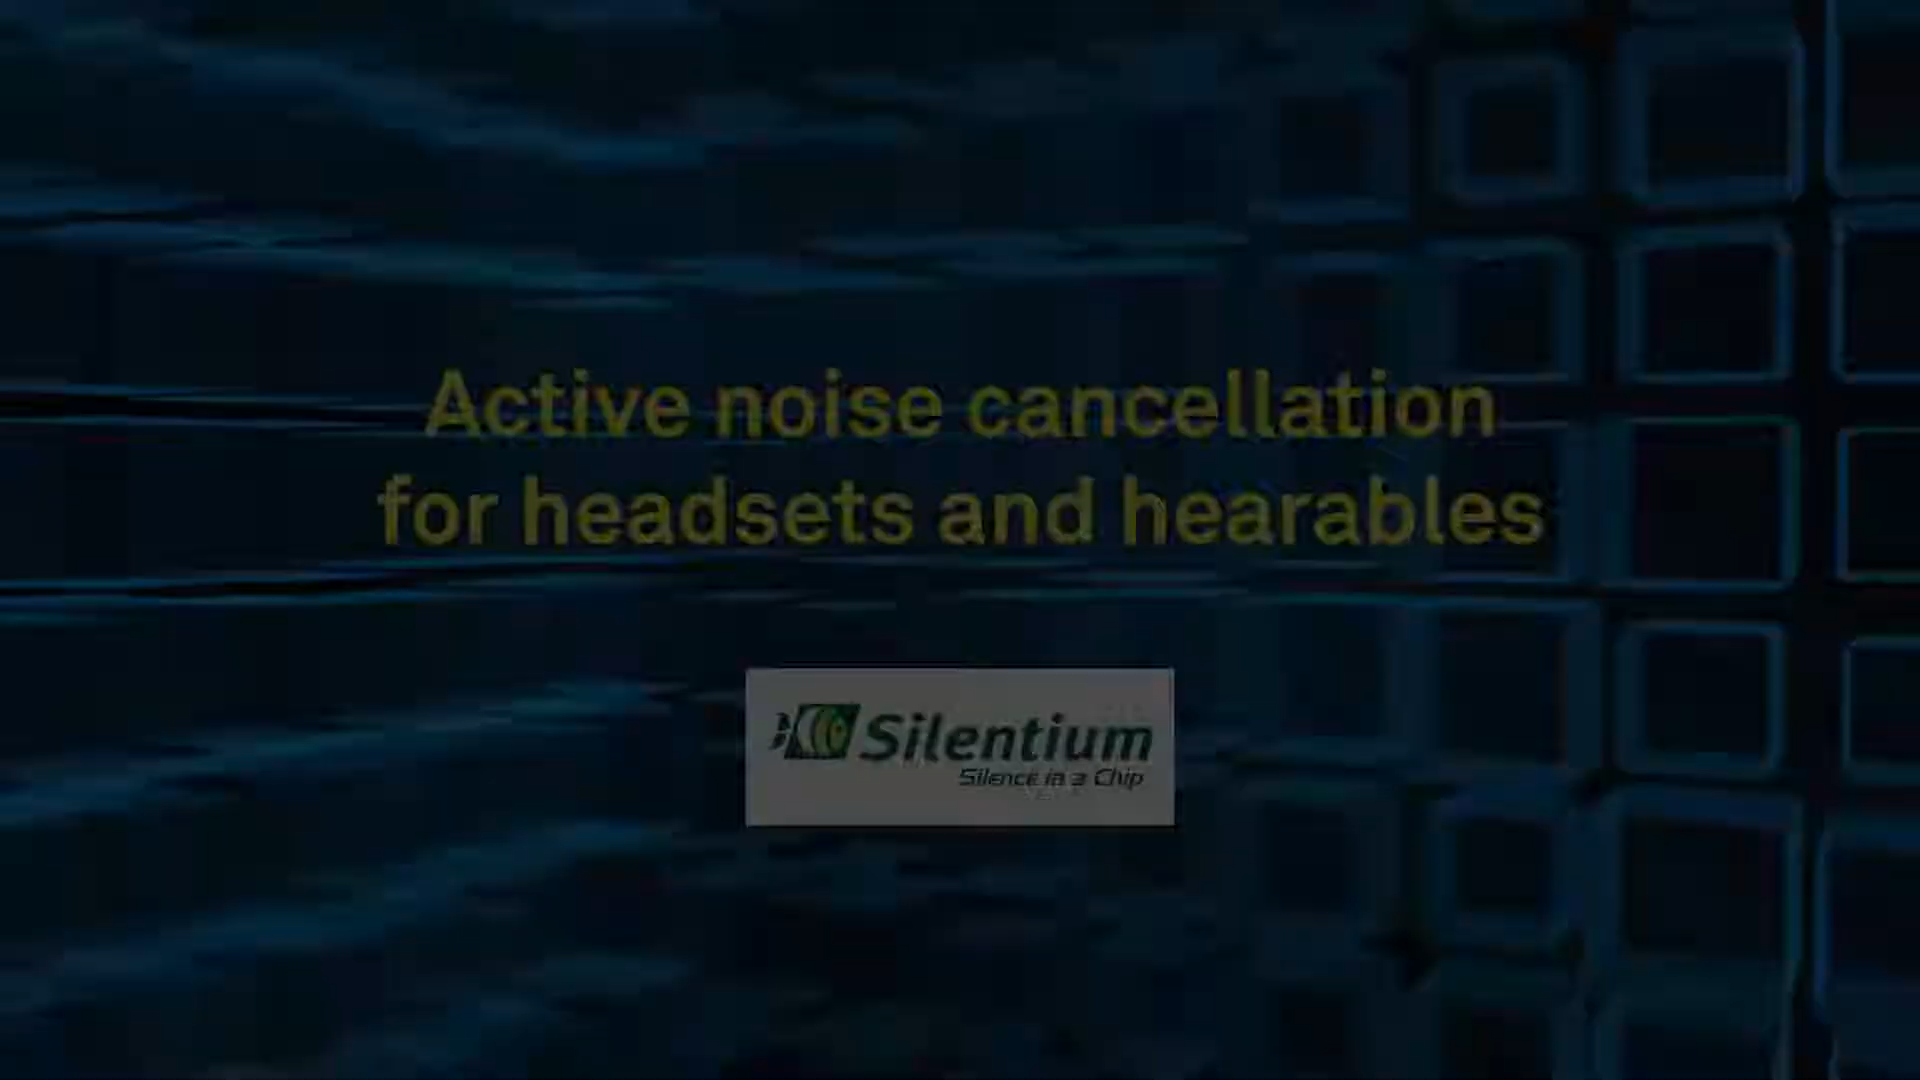 Active noise cancellation
for headsets and hearables
Silentium
Silence in a Chip